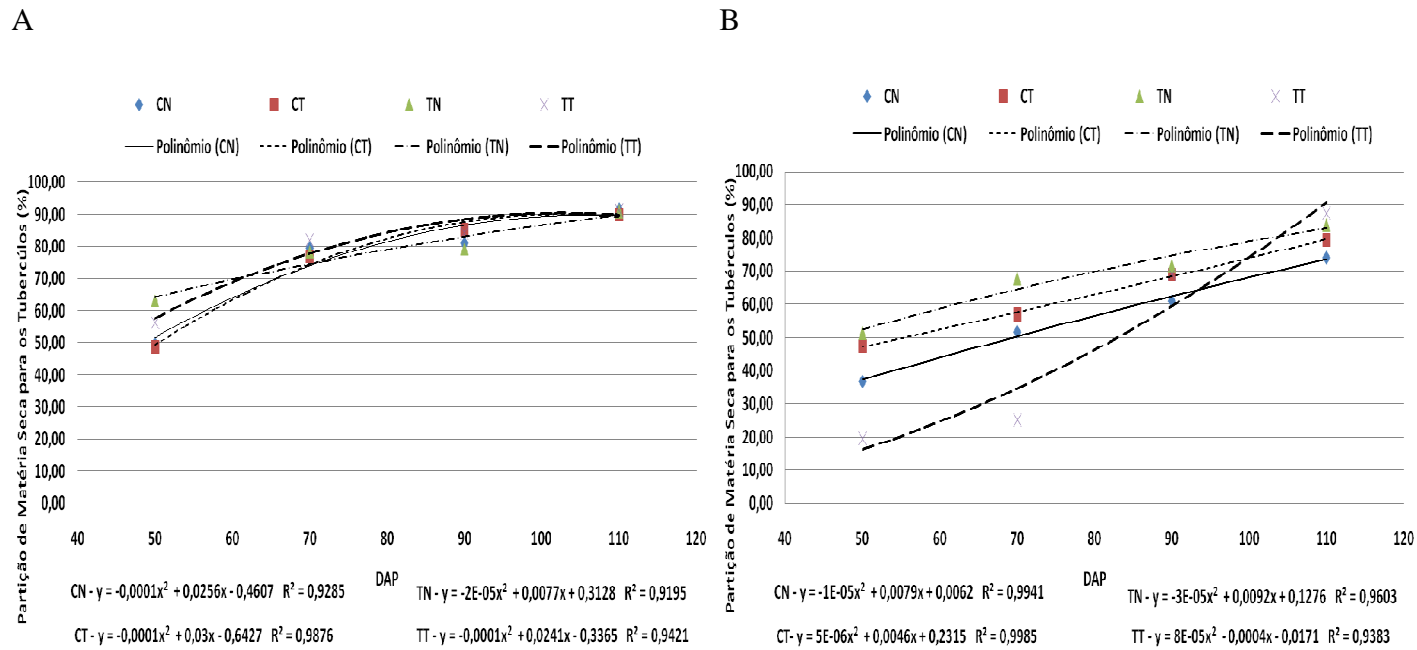 A
CN CT TN TT
Polinômio (CN) Polinômio (CT) Polinômio (TN) Polinômio (TT)
Partição de Matéria Seca para os Tubercúlos (%)
100,00
90,00
80,00
70,00
60,00
50,00
40,00
30,00
20,00
10,00
0,00
40 50 60 70 80 90 100 110 120
DAP
CN - y = -0,0001x² + 0,0256x - 0,4607 R² = 0,9285
TN - y = -2E-05x² + 0,0077x + 0,3128 R² = 0,9195
CT - y = -0,0001x² + 0,03x - 0,6427 R² = 0,9876
TT - y = -0,0001x² + 0,0241x - 0,3365 R² = 0,9421
B
CN CT TN TT
Polinômio (CN) Polinômio (CT) Polinômio (TN) Polinômio (TT)
Partição de Matéria Seca para os Tubercúlos (%)
100,00
90,00
80,00
70,00
60,00
50,00
40,00
30,00
20,00
10,00
0,00
40 50 60 70 80 90 100 110 120
DAP
CN - y = -1E-05x² + 0,0079x + 0,0062 R² = 0,9941
TN - y = -3E-05x² + 0,0092x + 0,1276 R² = 0,9603
CT- y = 5E-06x² + 0,0046x + 0,2315 R² = 0,9985
TT - y = 8E-05x² - 0,0004x - 0,0171 R² = 0,9383